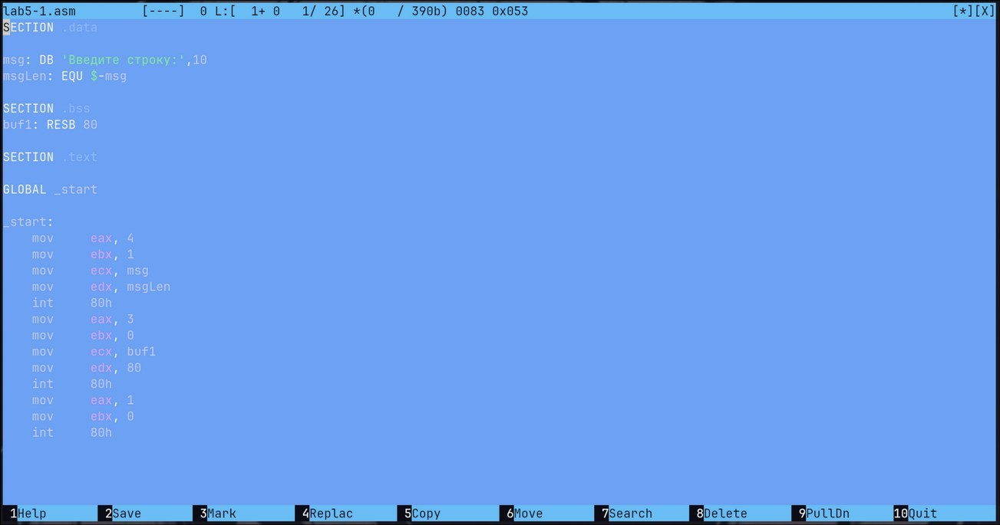 lab5-1.asm [----] 0 L:[ 1+ 0 1/ 26] *(0 / 390b) 0083 0x053 [*][X]
SECTION .data
msg: DB 'Введите строку:',10
msgLen: EQU $-msg
SECTION .bss
buf1: RESB 80
SECTION .text
GLOBAL _start
_start:
mov eax, 4
mov ebx, 1
mov ecx, msg
mov edx, msgLen
int 80h
mov eax, 3
mov ebx, 0
mov ecx, buf1
mov edx, 80
int 80h
mov eax, 1
mov ebx, 0
int 80h
1Help 2Save 3Mark 4Replac 5Copy 6Move 7Search 8Delete 9PullDn 10Quit